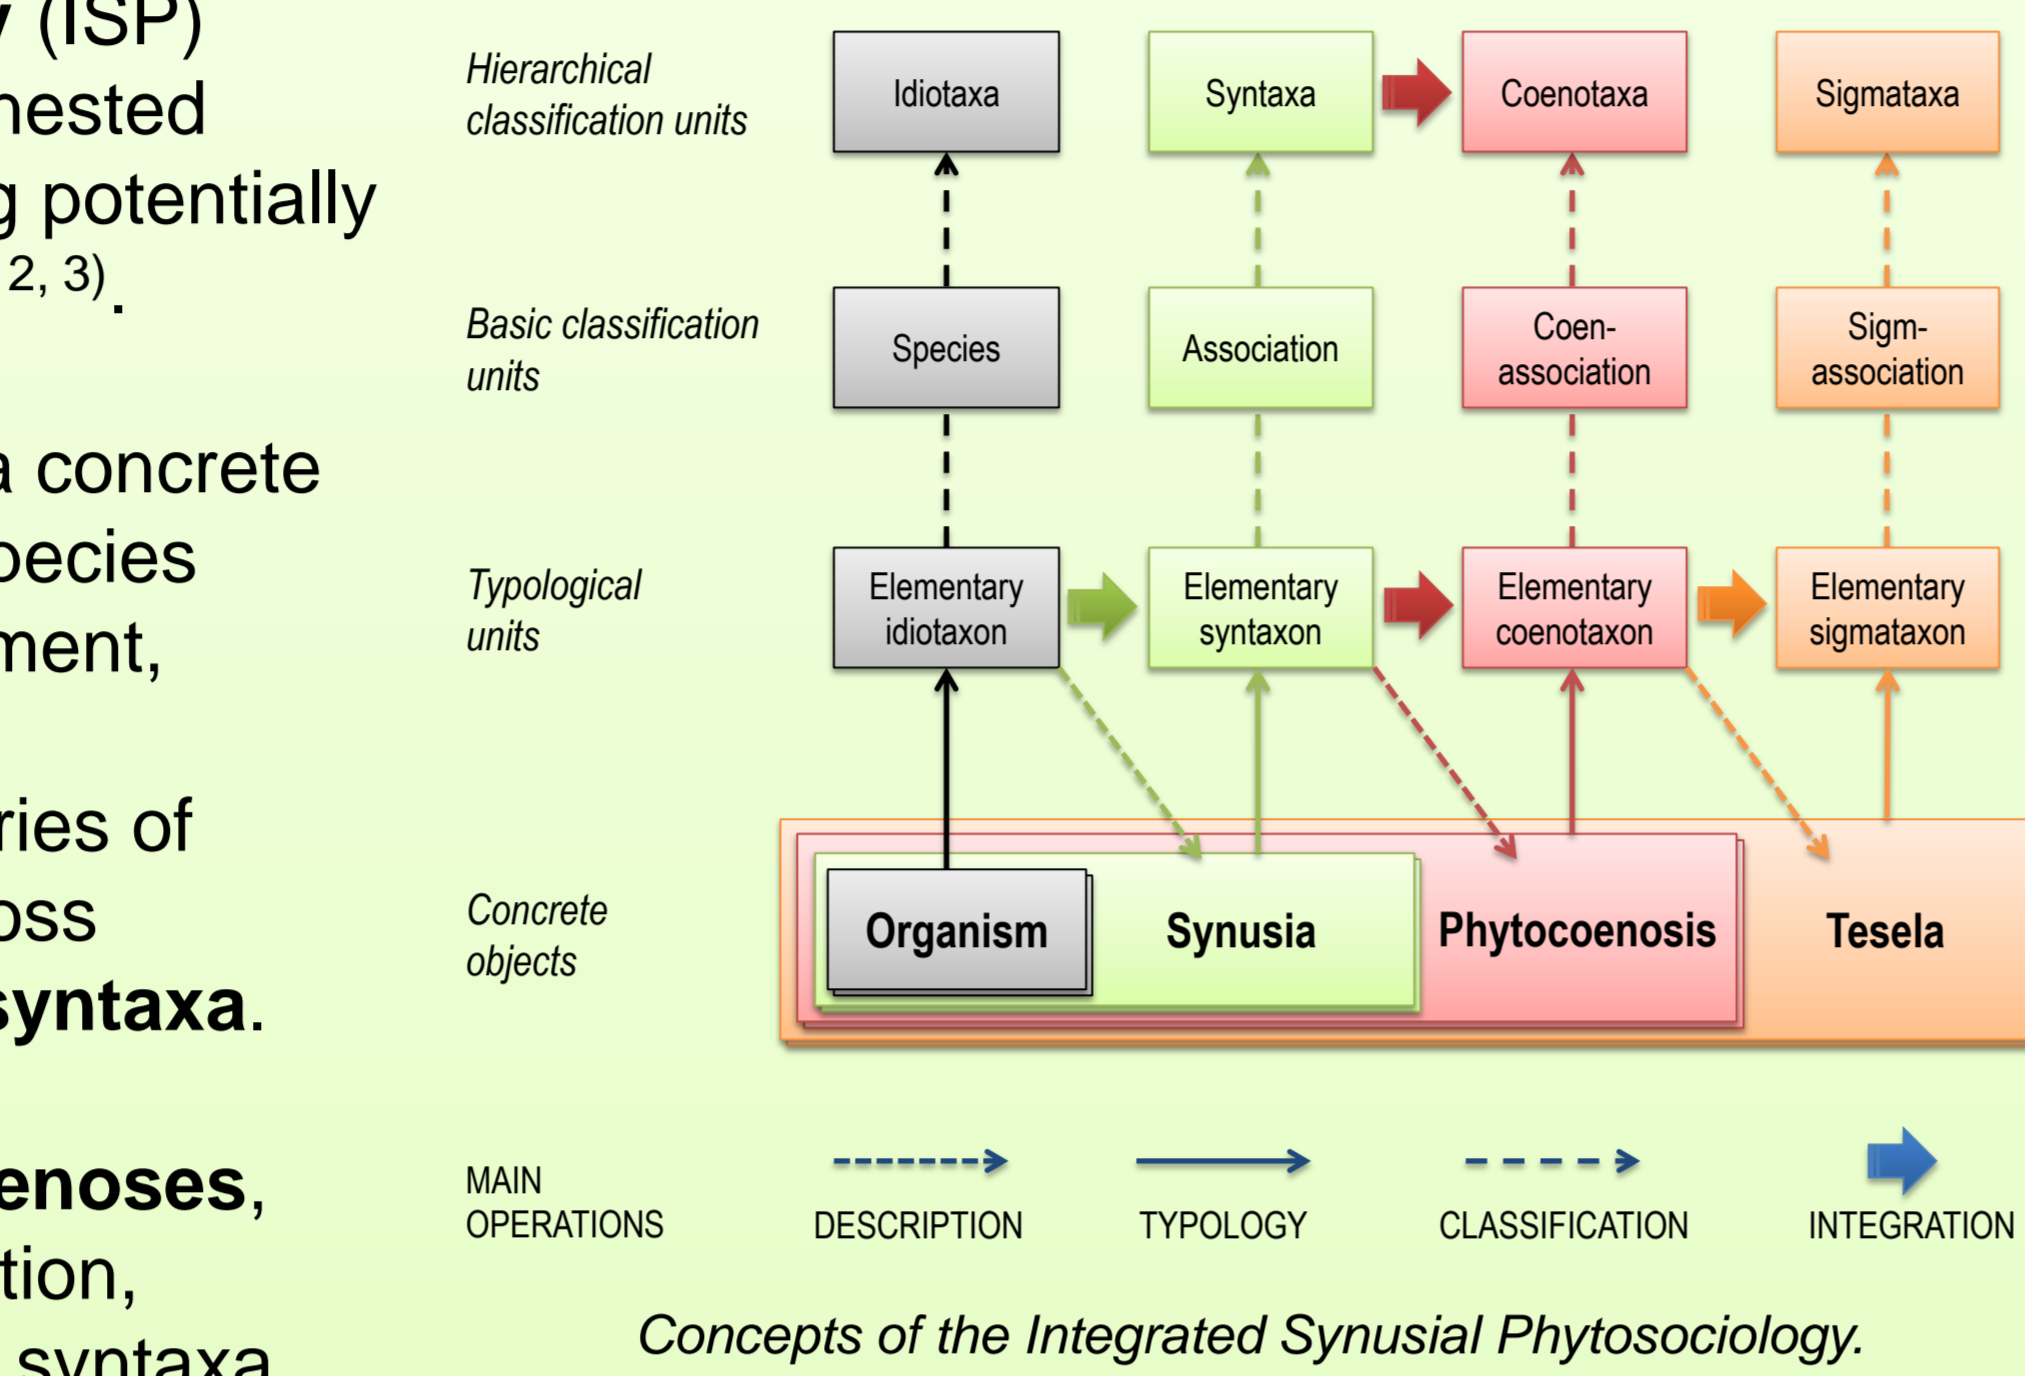 y (ISP)
nested
g potentially
2, 3).
a concrete
pecies
ment,
ries of
oss
syntaxa.
enoses,
tion,
syntaxa
Hierarchical
classification units
Idiotaxa
Syntaxa
Coenotaxa
Sigmataxa
Basic classification
units
Species
Association
Coen-
association
Sigm-
association
Typological
units
Elementary
idiotaxon
Elementary
syntaxon
Elementary
coenotaxon
Elementary
sigmataxon
Concrete
objects
Organism
Synusia
Phytocoenosis
Tesela
MAIN
OPERATIONS
DESCRIPTION
TYPOLOGY
CLASSIFICATION
INTEGRATION
Concepts of the Integrated Synusial Phytosociology.